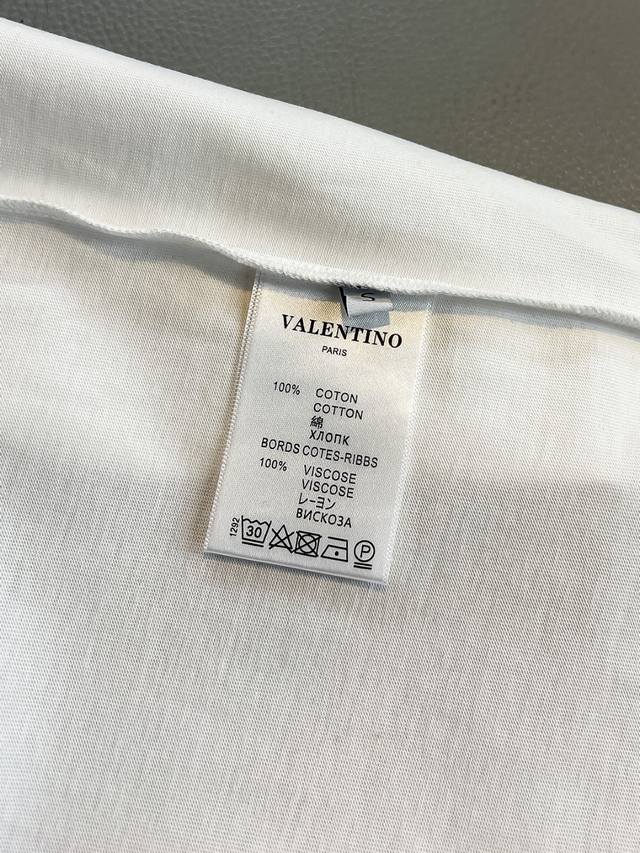 S
VALENTINO
PARIS
100% COTON
COTTON
綿
ХЛОПК
BORDS COTES-RIBBS
100% VISCOSE
VISCOSE
レーヨン
ВИСКОЗА
1292
30 P